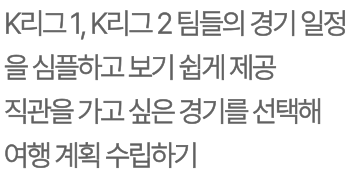 K리그 1, K리그 2 팀들의 경기 일정
을 심플하고 보기 쉽게 제공
직관을 가고 싶은 경기를 선택해
여행 계획 수립하기